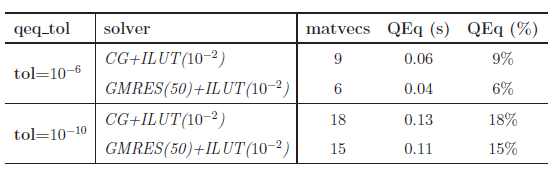 qeq_tol solver matvecs QEq (s) QEq (%)
tol=10⁻⁶ CG+ILUT(10⁻²) 9 0.06 9%
GMRES(50)+ILUT(10⁻²) 6 0.04 6%
tol=10⁻¹⁰ CG+ILUT(10⁻²) 18 0.13 18%
GMRES(50)+ILUT(10⁻²) 15 0.11 15%